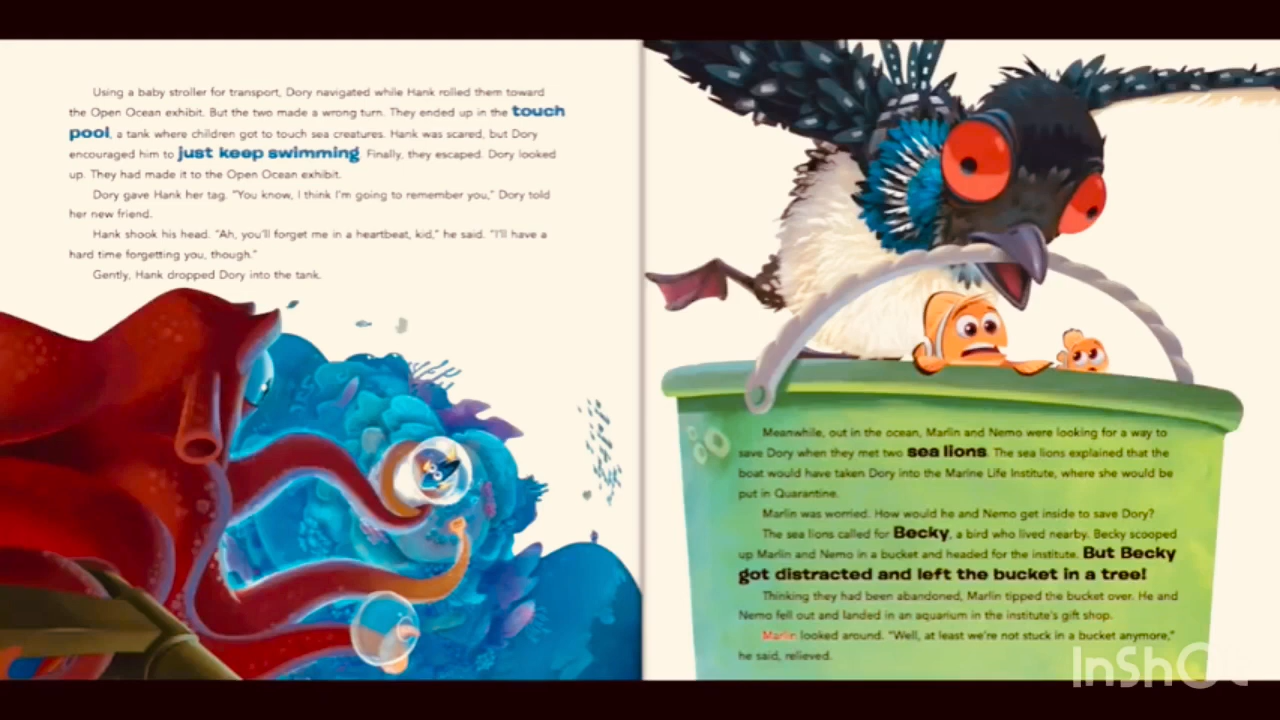 Using a baby stroller for transport, Dory navigated while Hank rolled them toward
the Open Ocean exhibit. But the two made a wrong turn. They ended up in the touch
pool, a tank where children got to touch sea creatures. Hank was scared, but Dory
encouraged him to just keep swimming. Finally, they escaped. Dory looked
up. They had made it to the Open Ocean exhibit.
Dory gave Hank her tag. "You know, I think I'm going to remember you," Dory told
her new friend.
Hank shook his head. "Ah, you'll forget me in a heartbeat, kid," he said. "I'll have a
hard time forgetting you, though."
Gently, Hank dropped Dory into the tank.
Meanwhile, out in the ocean, Marlin and Nemo were looking for a way to
save Dory when they met two sea lions. The sea lions explained that the
boat would have taken Dory into the Marine Life Institute, where she would be
put in Quarantine.
Marlin was worried. How would he and Nemo get inside to save Dory?
The sea lions called for Becky, a bird who lived nearby. Becky scooped
up Marlin and Nemo in a bucket and headed for the institute. But Becky
got distracted and left the bucket in a tree!
Thinking they had been abandoned, Marlin tipped the bucket over. He and
Nemo fell out and landed in an aquarium in the institute's gift shop.
Marlin looked around. "Well, at least we're not stuck in a bucket anymore,"
he said, relieved.
InShOt